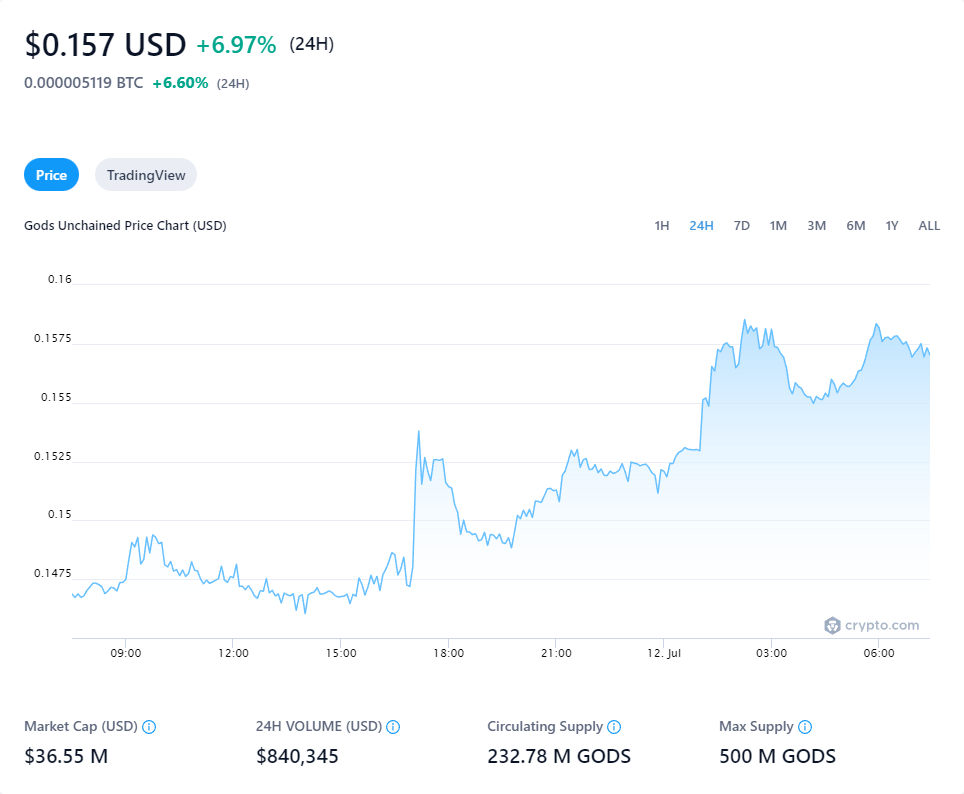 $0.157 USD +6.97% (24H)
0.000005119 BTC +6.60% (24H)
Price TradingView
Gods Unchained Price Chart (USD) 1H 24H 7D 1M 3M 6M 1Y ALL
0.16
0.1575
0.155
0.1525
0.15
0.1475
crypto.com
09:00 12:00 15:00 18:00 21:00 12. Jul 03:00 06:00
Market Cap (USD) 24H VOLUME (USD) Circulating Supply Max Supply
$36.55 M $840,345 232.78 M GODS 500 M GODS